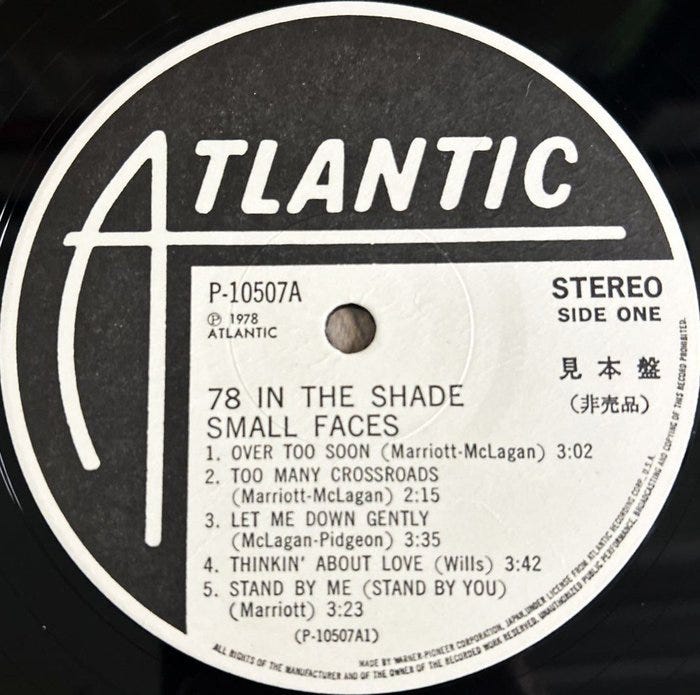 ATLANTIC
P-10507A
STEREO
℗ 1978
SIDE ONE
ATLANTIC
見本盤
(非売品)
78 IN THE SHADE
SMALL FACES
1. OVER TOO SOON (Marriott-McLagan) 3:02
2. TOO MANY CROSSROADS
(Marriott-McLagan) 2:15
3. LET ME DOWN GENTLY
(McLagan-Pidgeon) 3:35
4. THINKIN' ABOUT LOVE (Wills) 3:42
5. STAND BY ME (STAND BY YOU)
(Marriott) 3:23
(P-10507A1)
ALL RIGHTS OF THE MANUFACTURER AND OF THE OWNER OF THE RECORDED WORK RESERVED. UNAUTHORIZED PUBLIC PERFORMANCE, BROADCASTING AND COPYING OF THIS RECORD PROHIBITED.
MADE BY WARNER-PIONEER CORPORATION, JAPAN. UNDER LICENSE FROM ATLANTIC RECORDING CORP., U.S.A.